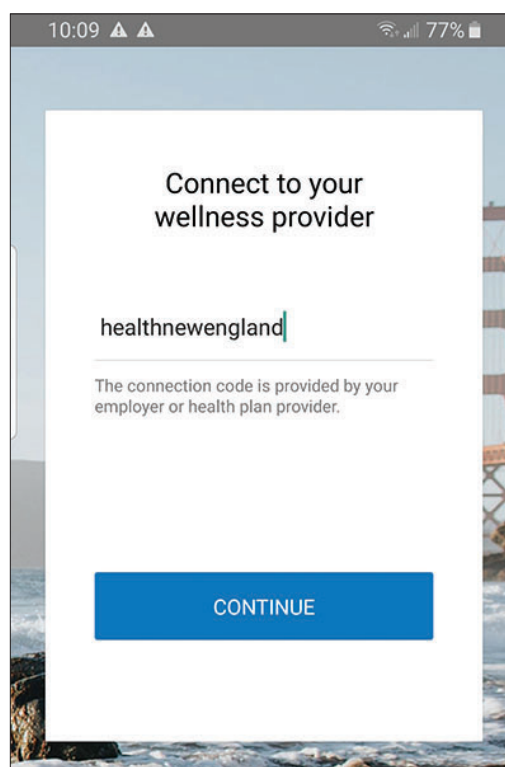 10:09 77%
Connect to your
wellness provider
healthnewengland
The connection code is provided by your
employer or health plan provider.
CONTINUE